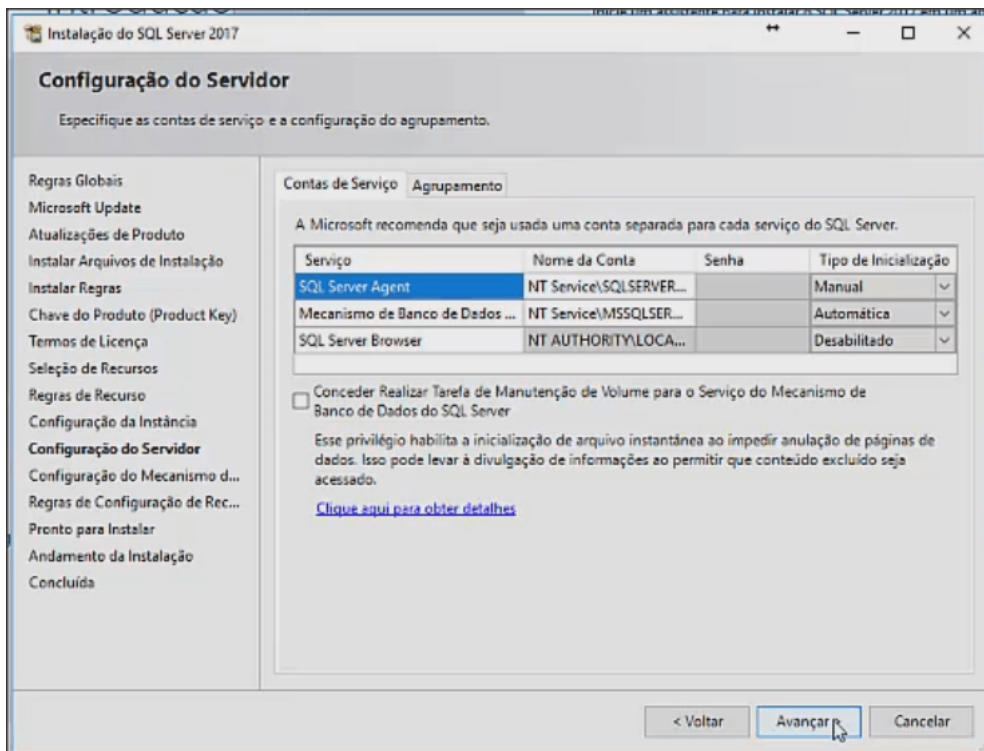 Instalação do SQL Server 2017
Configuração do Servidor
Especifique as contas de serviço e a configuração do agrupamento.
Regras Globais
Microsoft Update
Atualizações de Produto
Instalar Arquivos de Instalação
Instalar Regras
Chave do Produto (Product Key)
Termos de Licença
Seleção de Recursos
Regras de Recurso
Configuração da Instância
Configuração do Servidor
Configuração do Mecanismo d...
Regras de Configuração de Rec...
Pronto para Instalar
Andamento da Instalação
Concluída
Contas de Serviço Agrupamento
A Microsoft recomenda que seja usada uma conta separada para cada serviço do SQL Server.
Serviço Nome da Conta Senha Tipo de Inicialização
SQL Server Agent NT Service\SQLSERVER... Manual
Mecanismo de Banco de Dados ... NT Service\MSSQLSER... Automática
SQL Server Browser NT AUTHORITY\LOCA... Desabilitado
Conceder Realizar Tarefa de Manutenção de Volume para o Serviço do Mecanismo de
Banco de Dados do SQL Server
Esse privilégio habilita a inicialização de arquivo instantânea ao impedir anulação de páginas de
dados. Isso pode levar à divulgação de informações ao permitir que conteúdo excluído seja
acessado.
Clique aqui para obter detalhes
< Voltar Avançar > Cancelar